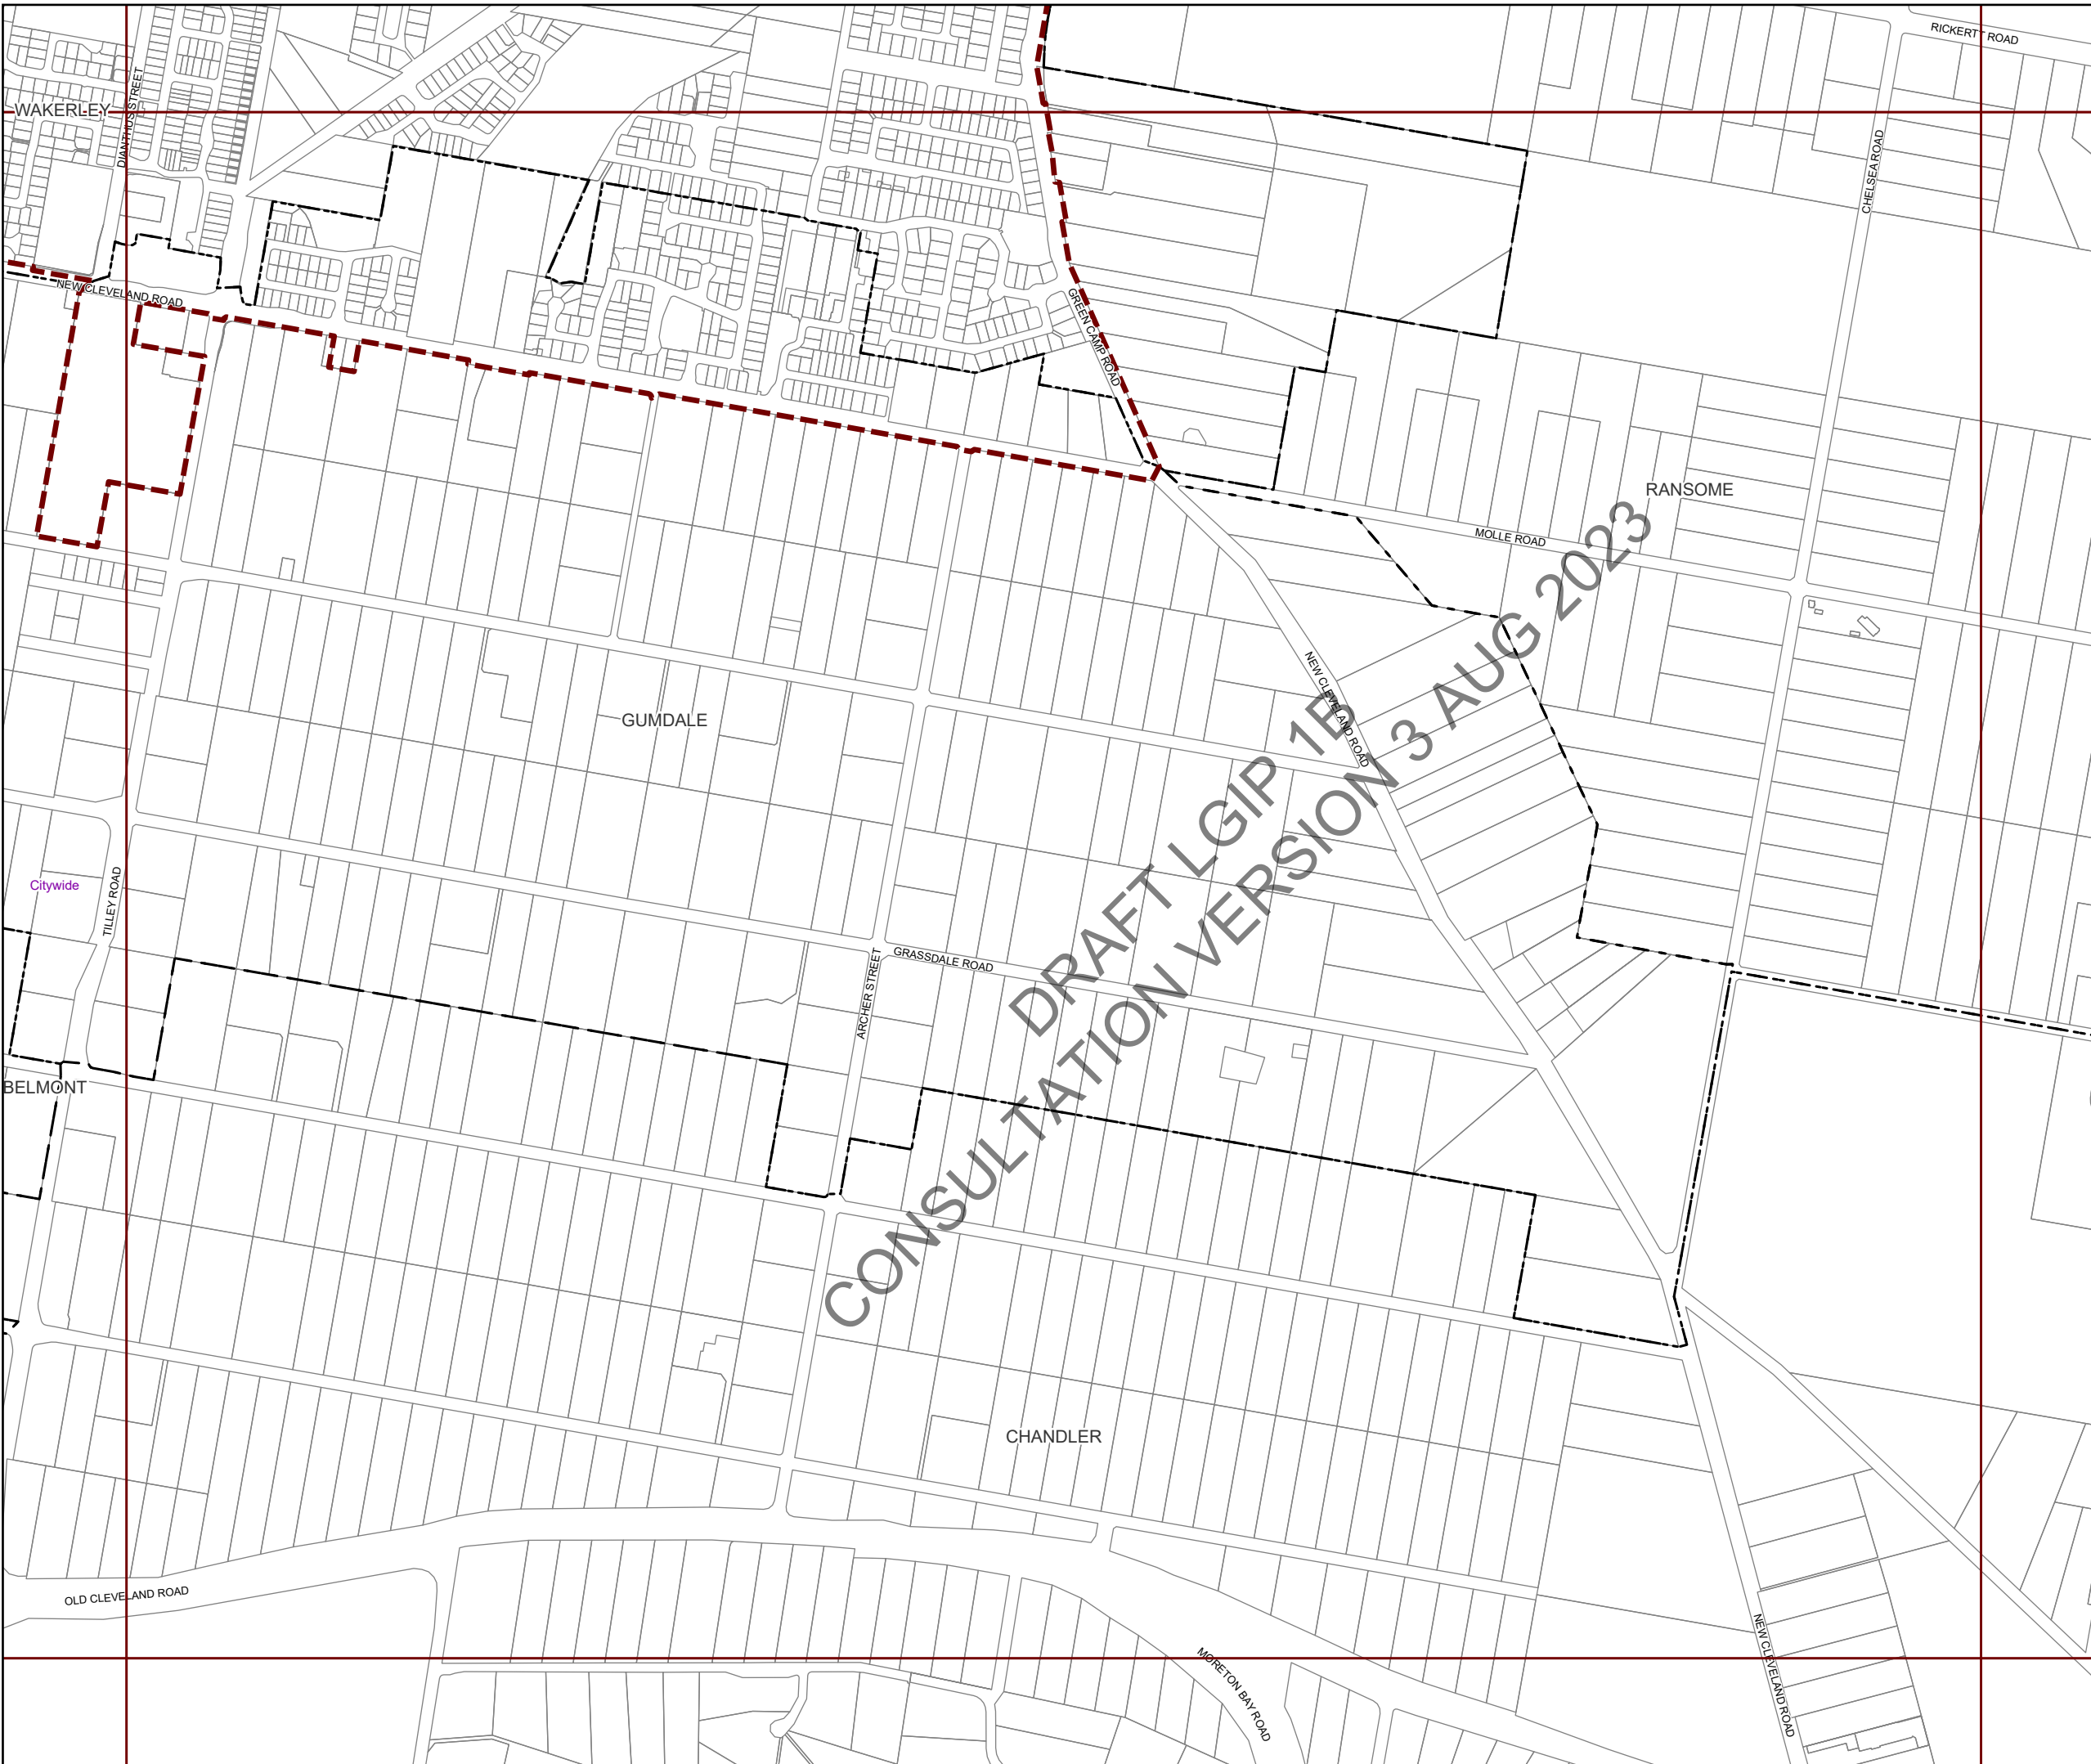 RICKERTT ROAD
WAKERLEY
DIANTHUS STREET
CHELSEA ROAD
NEW CLEVELAND ROAD
GREEN CAMP ROAD
RANSOME
MOLLE ROAD
GUMDALE
NEW CLEVELAND ROAD
DRAFT LGIP 1B
CONSULTATION VERSION 3 AUG 2023
Citywide
TILLEY ROAD
GRASSDALE ROAD
ARCHER STREET
BELMONT
CHANDLER
OLD CLEVELAND ROAD
NEW CLEVELAND ROAD
MORETON BAY ROAD